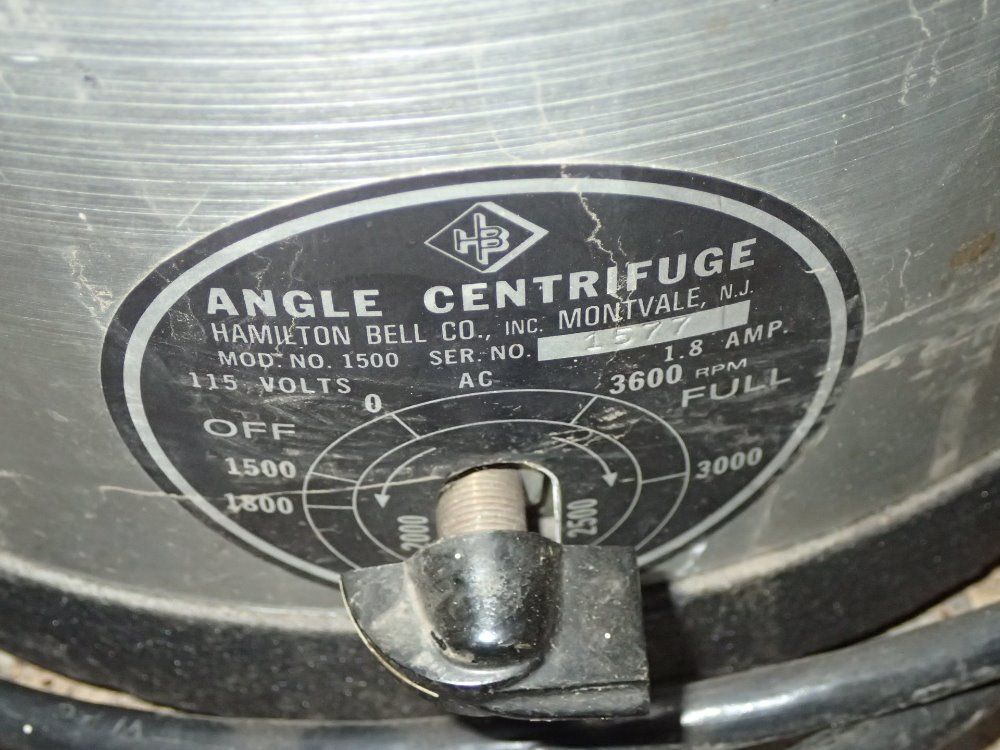 HB
ANGLE CENTRIFUGE
HAMILTON BELL CO., INC. MONTVALE, N.J.
MOD. NO. 1500 SER. NO. 1577
115 VOLTS AC 1.8 AMP.
0 3600 RPM
OFF FULL
1500 3000
1800
2000 2500